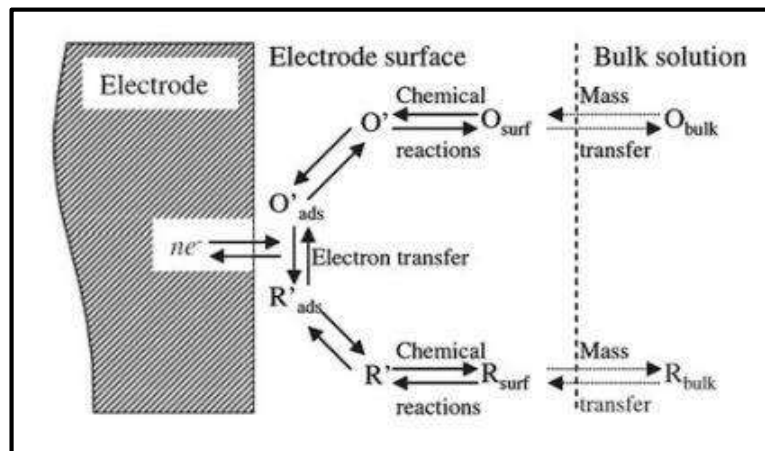 Electrode surface
Bulk solution
Electrode
Chemical
Mass
O'
O_surf
O_bulk
reactions
transfer
O'_ads
ne⁻
Electron transfer
R'_ads
Chemical
Mass
R'
R_surf
R_bulk
reactions
transfer